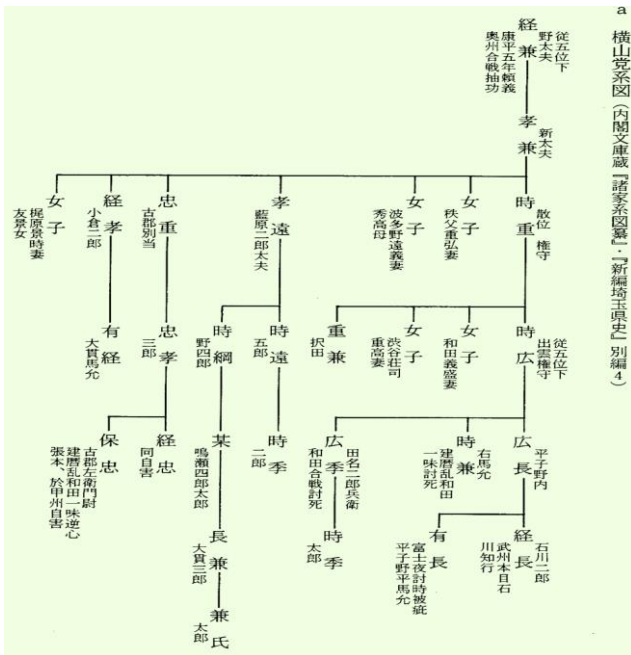 a 横山党系図(内閣文庫蔵『諸家系図纂』・『新編埼玉県史』別編4)
従五位下
野太夫
経兼
康平五年頼義
奥州合戦抽功
新太夫
孝兼
散位 権守
時重
女子
秩父重弘妻
女子
波多野遠義妻
秀高母
孝遠
藍原二郎太夫
忠重
古郡別当
経孝
小倉二郎
女子
梶原景時妻
友景女
従五位下
出雲権守
時広
女子
和田義盛妻
女子
渋谷荘司
重高妻
重兼
択田
時遠
五郎
時綱
野四郎
忠孝
三郎
有経
大貫馬允
平子野内
広長
時兼
右馬允
建暦乱和田
一味討死
広季
田名二郎兵衛
和田合戦討死
時季
二郎
某
鳴瀬四郎太郎
経忠
同自害
保忠
古郡左衛門尉
建暦乱和田一味逆心
張本、於甲州自害
石川二郎
経長
武州本目石
川知行
有長
富士夜討時被疵
平子野平馬允
時季
太郎
長兼
大貫三郎
兼氏
太郎